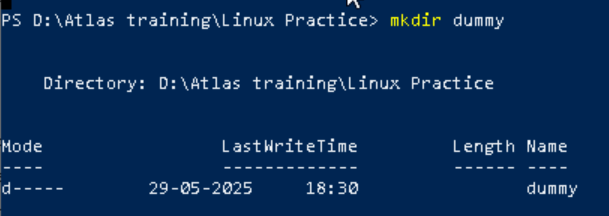 PS D:\Atlas training\Linux Practice> mkdir dummy
Directory: D:\Atlas training\Linux Practice
Mode LastWriteTime Length Name
---- ------------- ------ ----
d----- 29-05-2025 18:30 dummy